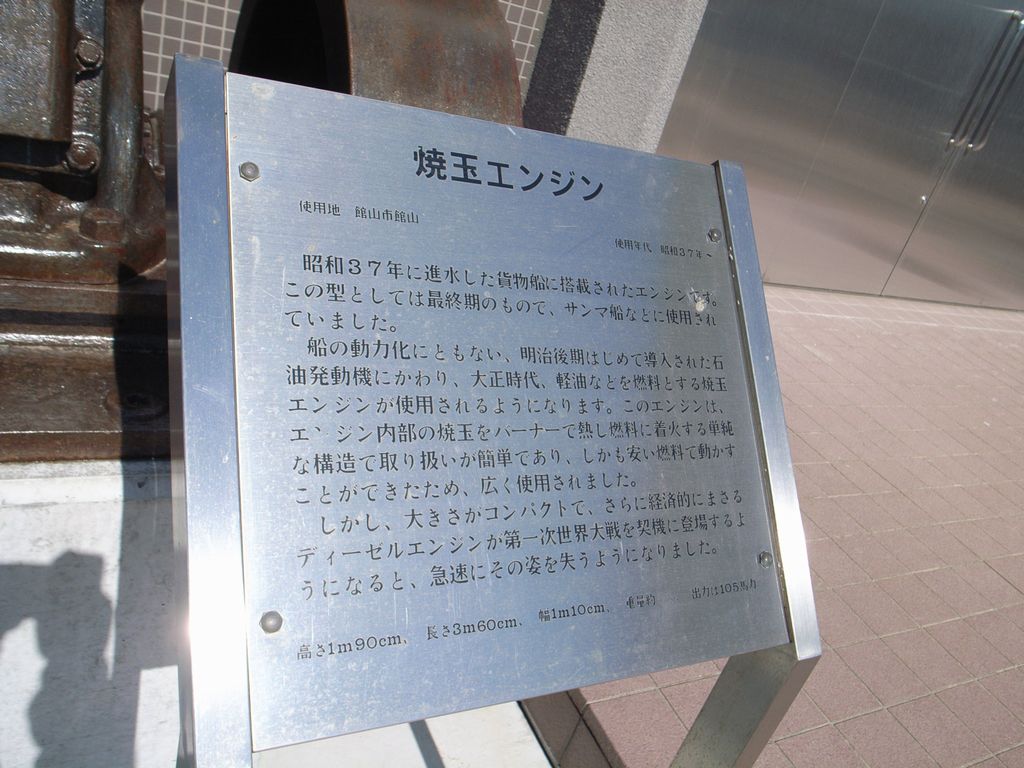 焼玉エンジン
使用地 館山市館山
使用年代 昭和37年~
昭和37年に進水した貨物船に搭載されたエンジンです。
この型としては最終期のもので、サンマ船などに使用され
ていました。
船の動力化にともない、明治後期はじめて導入された石
油発動機にかわり、大正時代、軽油などを燃料とする焼玉
エンジンが使用されるようになります。このエンジンは、
エンジン内部の焼玉をバーナーで熱し燃料に着火する単純
な構造で取り扱いが簡単であり、しかも安い燃料で動かす
ことができたため、広く使用されました。
しかし、大きさがコンパクトで、さらに経済的にまさる
ディーゼルエンジンが第一次世界大戦を契機に登場するよ
うになると、急速にその姿を失うようになりました。
高さ1m90cm, 長さ3m60cm, 幅1m10cm, 重量約 出力は105馬力